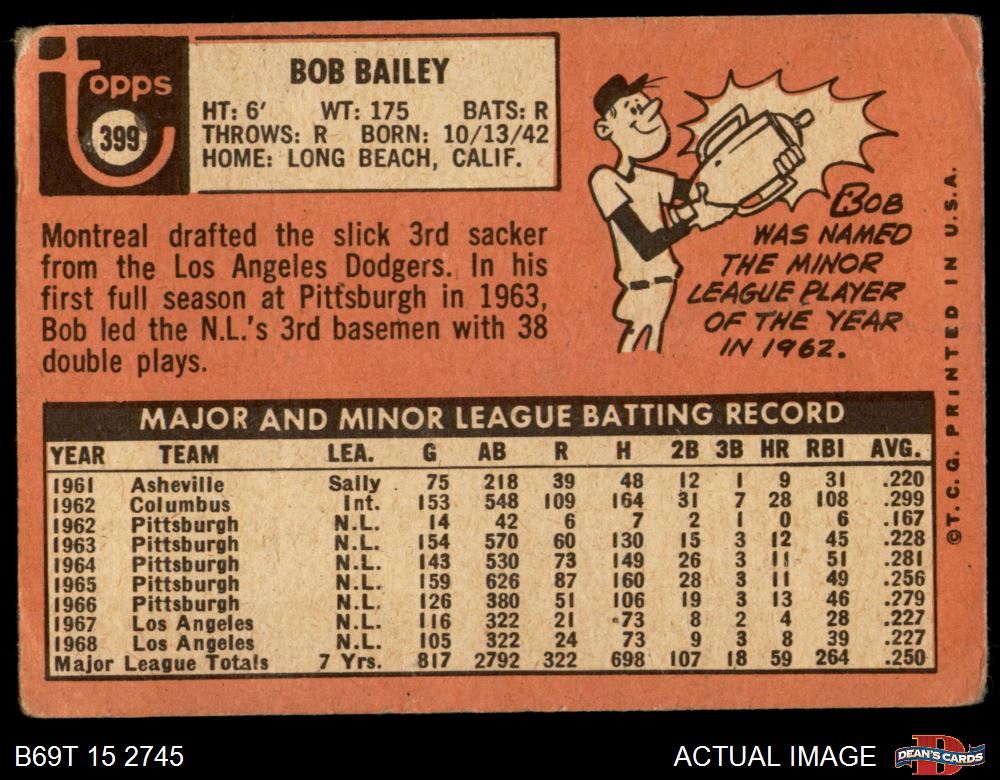 topps
399
BOB BAILEY
HT: 6' WT: 175 BATS: R
THROWS: R BORN: 10/13/42
HOME: LONG BEACH, CALIF.
Montreal drafted the slick 3rd sacker
from the Los Angeles Dodgers. In his
first full season at Pittsburgh in 1963,
Bob led the N.L.'s 3rd basemen with 38
double plays.
BOB
WAS NAMED
THE MINOR
LEAGUE PLAYER
OF THE YEAR
IN 1962.
©T. C. G. PRINTED IN U.S.A.
MAJOR AND MINOR LEAGUE BATTING RECORD
YEAR TEAM LEA. G AB R H 2B 3B HR RBI AVG.
1961 Asheville Sally 75 218 39 48 12 1 9 31 .220
1962 Columbus Int. 153 548 109 164 31 7 28 108 .299
1962 Pittsburgh N.L. 14 42 6 7 2 1 0 6 .167
1963 Pittsburgh N.L. 154 570 60 130 15 3 12 45 .228
1964 Pittsburgh N.L. 143 530 73 149 26 3 11 51 .281
1965 Pittsburgh N.L. 159 626 87 160 28 3 11 49 .256
1966 Pittsburgh N.L. 126 380 51 106 19 3 13 46 .279
1967 Los Angeles N.L. 116 322 21 73 8 2 4 28 .227
1968 Los Angeles N.L. 105 322 24 73 9 3 8 39 .227
Major League Totals 7 Yrs. 817 2792 322 698 107 18 59 264 .250
B69T 15 2745
ACTUAL IMAGE
D
DEAN'S CARDS